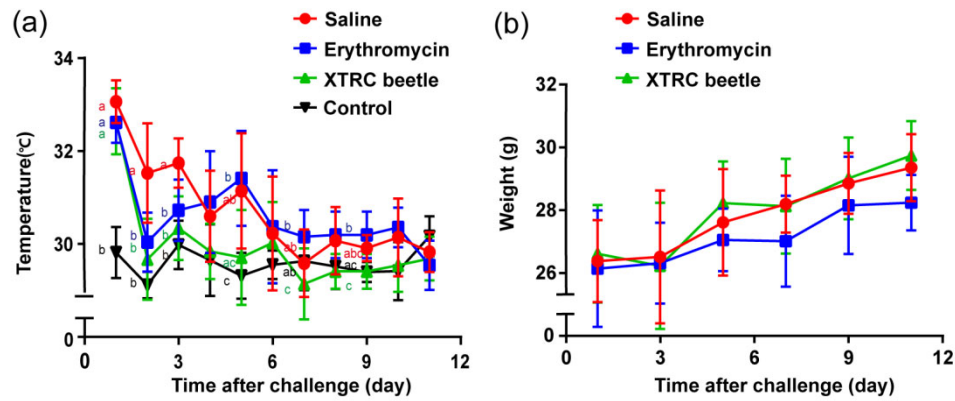 (a)
Saline
Erythromycin
XTRC beetle
Control
Temperature(℃)
34
32
30
0
0
3
6
9
12
Time after challenge (day)
a
a
a
b
a
b
b
b
a
b
b
ab
ac
c
b
ab
ab
c
b
abc
ac
c
(b)
Saline
Erythromycin
XTRC beetle
Weight (g)
32
30
28
26
0
0
3
6
9
12
Time after challenge (day)